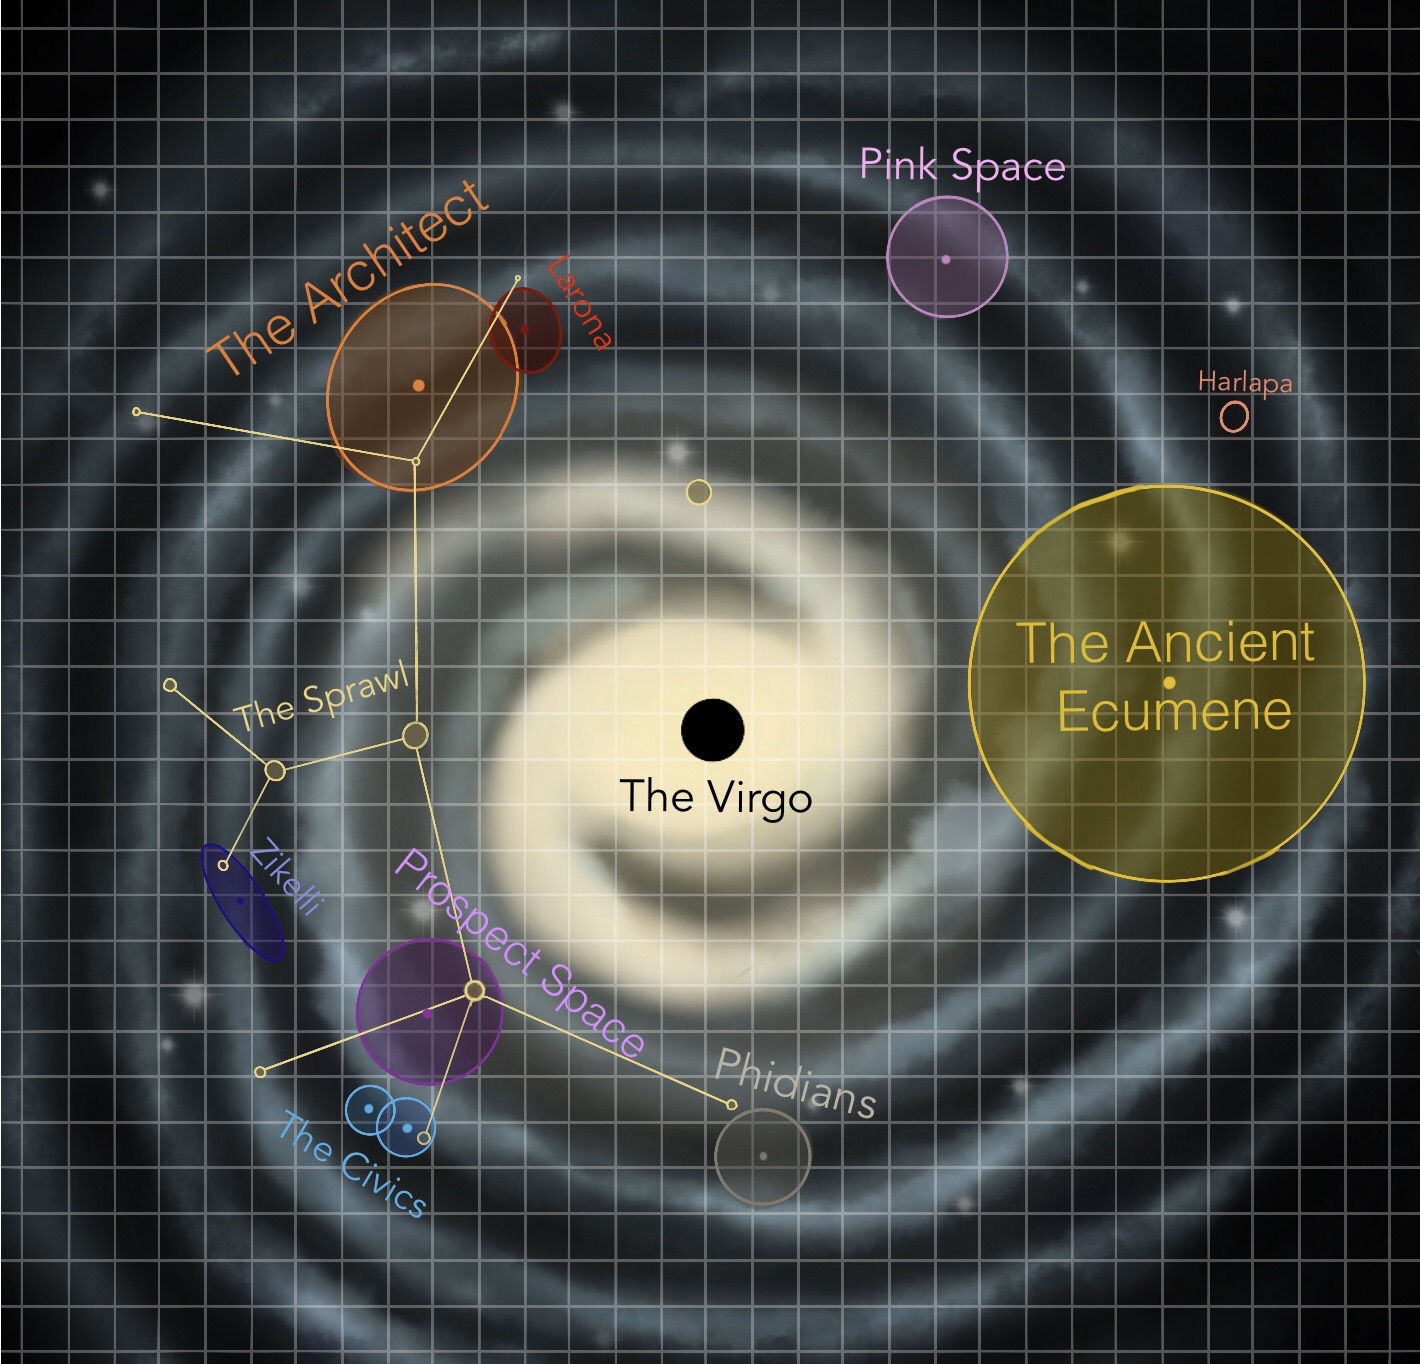 Pink Space
The Architect
Larona
Harlapa
The Ancient
Ecumene
The Sprawl
The Virgo
Zikelli
Prospect Space
Phidians
The Civics